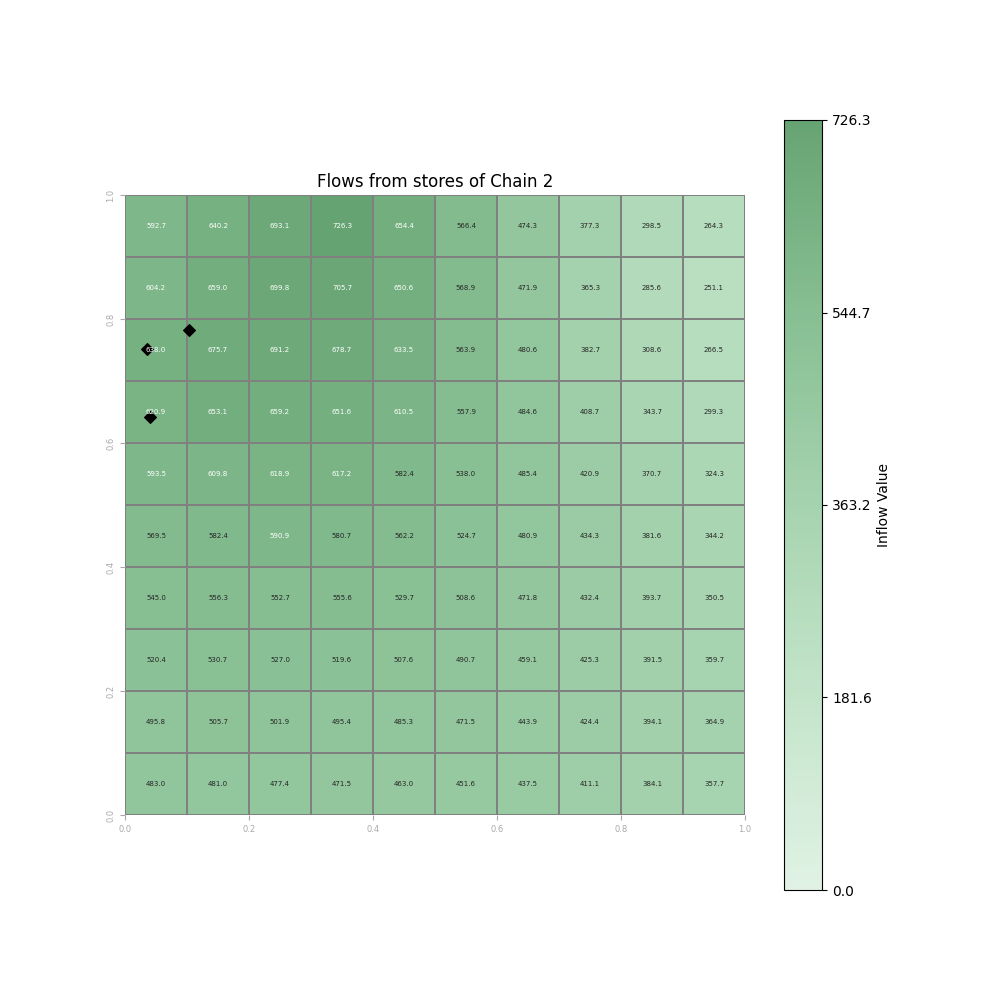 Flows from stores of Chain 2
592.7 640.2 693.1 726.3 654.4 566.4 474.3 377.3 298.5 264.3
604.2 659.0 699.8 705.7 650.6 568.9 471.9 365.3 285.6 251.1
638.0 675.7 691.2 678.7 633.5 563.9 480.6 382.7 308.6 266.5
653.1 659.2 651.6 610.5 557.9 484.6 408.7 343.7 299.3
593.5 609.8 618.9 617.2 582.4 538.0 485.4 420.9 370.7 324.3
569.5 582.4 590.9 580.7 562.2 524.7 480.9 434.3 381.6 344.2
545.0 556.3 552.7 555.6 529.7 508.6 471.8 432.4 393.7 350.5
520.4 530.7 527.0 519.6 507.6 490.7 459.1 425.3 391.5 359.7
495.8 505.7 501.9 495.4 485.3 471.5 443.9 424.4 394.1 364.9
483.0 481.0 477.4 471.5 463.0 451.6 437.5 411.1 384.1 357.7
1.0
0.8
0.6
0.4
0.2
0.0
0.0 0.2 0.4 0.6 0.8 1.0
726.3
544.7
363.2
181.6
0.0
Inflow Value